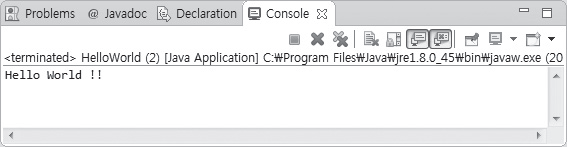 Problems @ Javadoc Declaration Console
<terminated> HelloWorld (2) [Java Application] C:₩Program Files₩Java₩jre1.8.0_45₩bin₩javaw.exe (20
Hello World !!